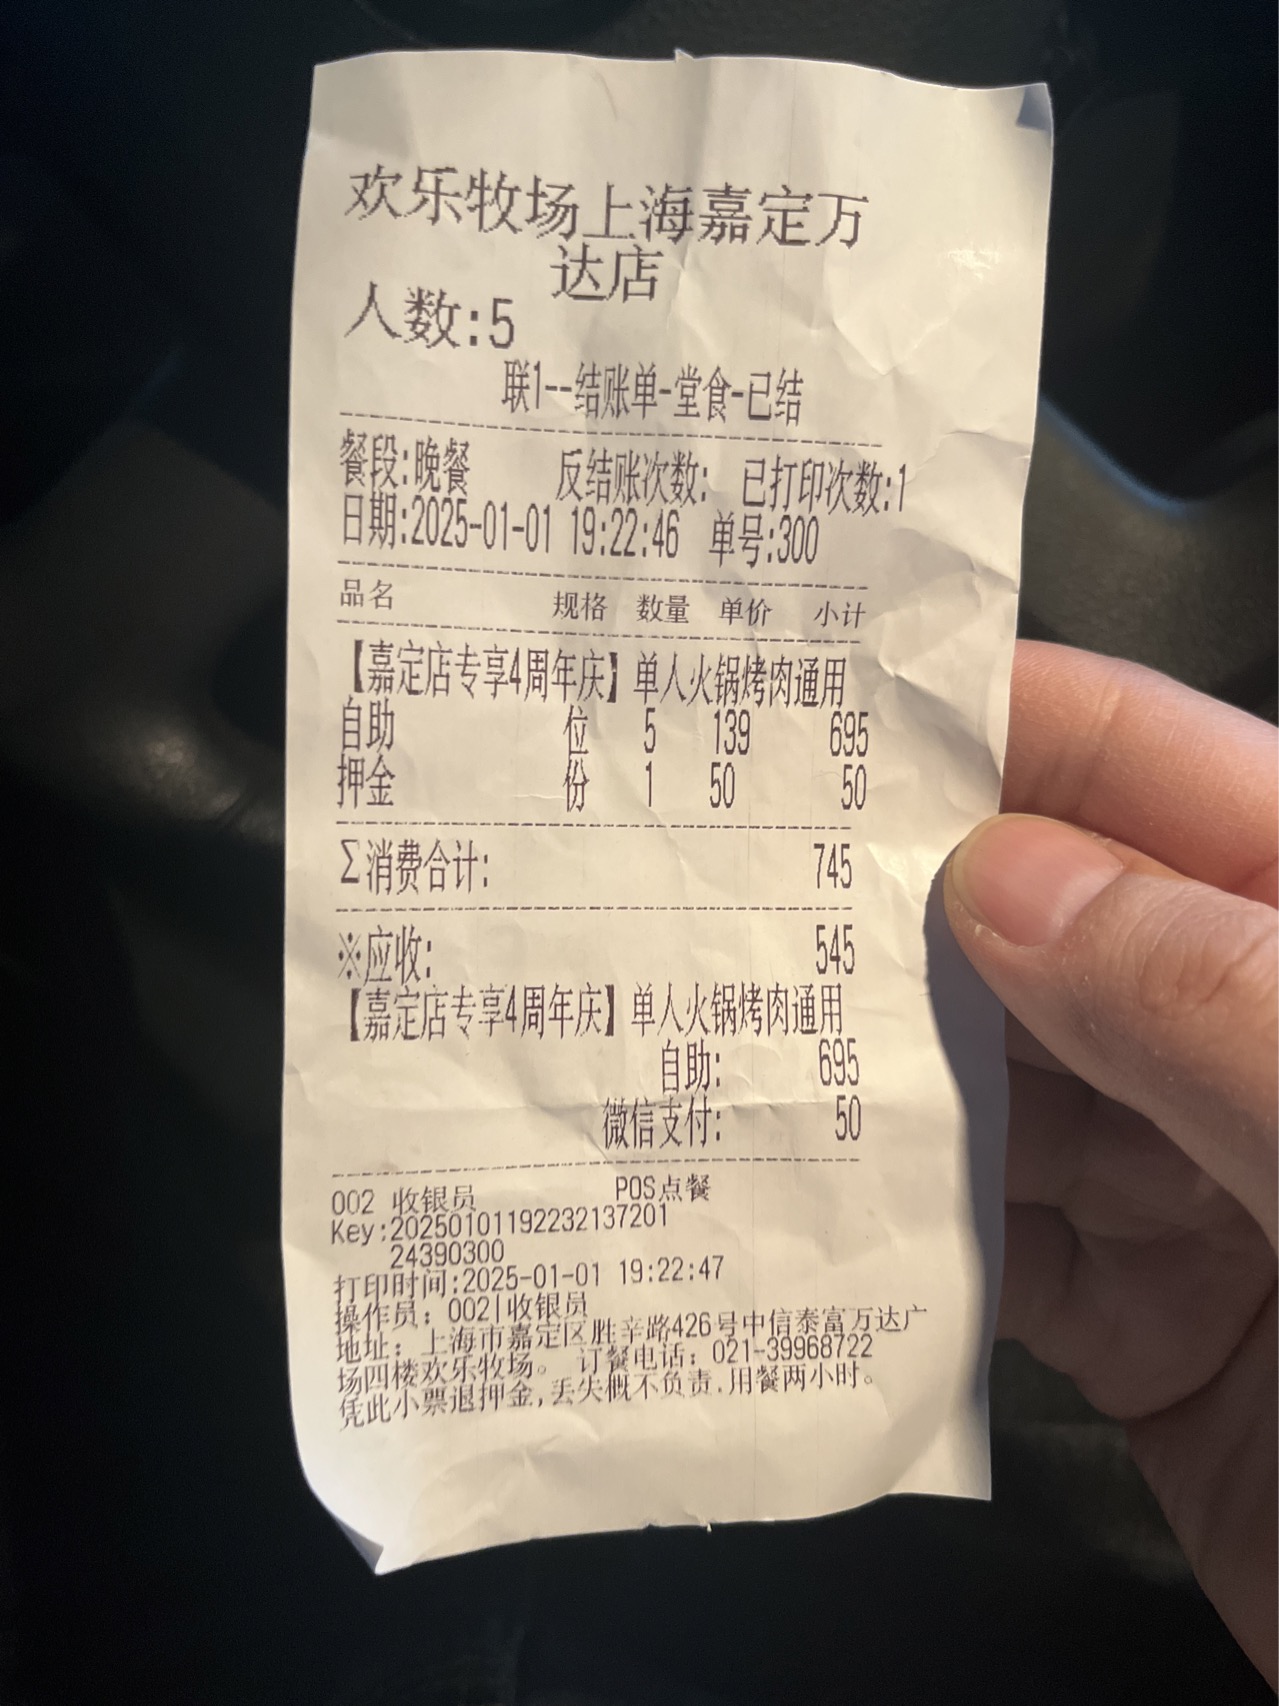 欢乐牧场上海嘉定万
达店
人数:5
联1--结账单-堂食-已结
餐段:晚餐 反结账次数: 已打印次数:1
日期:2025-01-01 19:22:46 单号:300
品名 规格 数量 单价 小计
【嘉定店专享4周年庆】单人火锅烤肉通用
自助 位 5 139 695
押金 份 1 50 50
Σ消费合计: 745
※应收: 545
【嘉定店专享4周年庆】单人火锅烤肉通用
自助: 695
微信支付: 50
002 收银员 POS点餐
Key:20250101192232137201
24390300
打印时间:2025-01-01 19:22:47
操作员: 002|收银员
地址: 上海市嘉定区胜辛路426号中信泰富万达广
场四楼欢乐牧场。 订餐电话: 021-39968722
凭此小票退押金,丢失概不负责.用餐两小时。